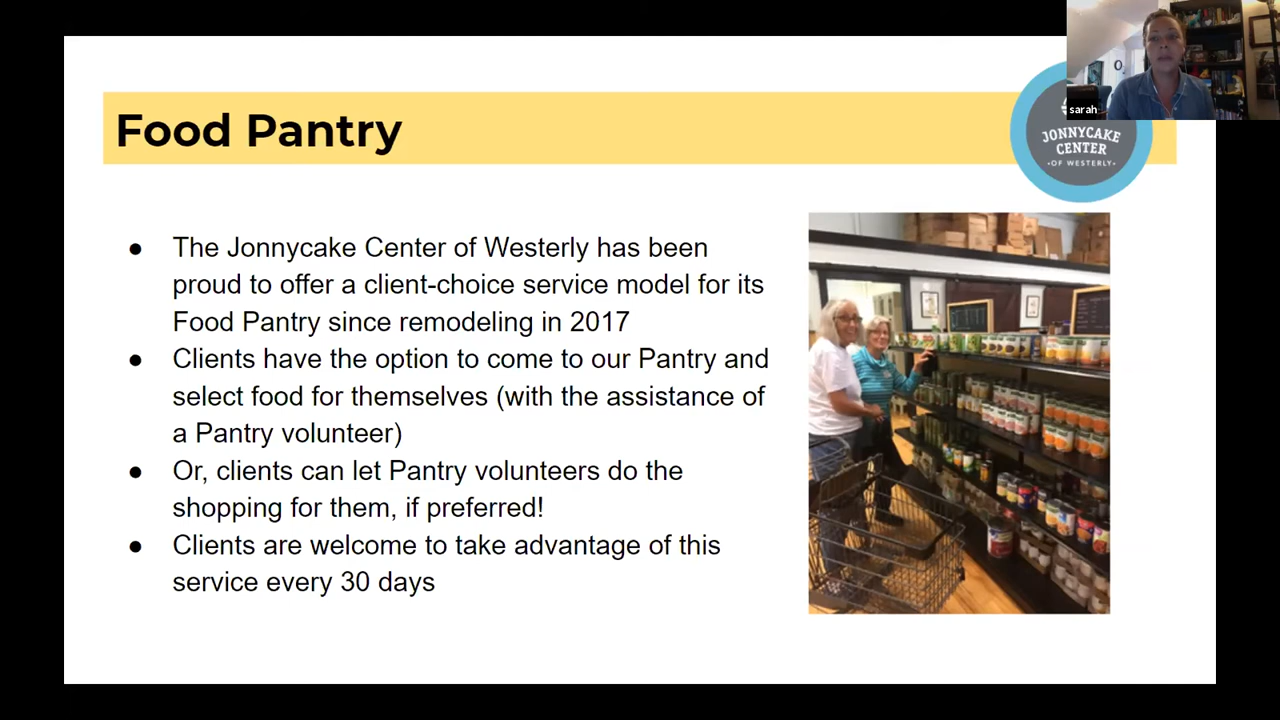 Food Pantry
sarah
JONNYCAKE
CENTER
• OF WESTERLY •
● The Jonnycake Center of Westerly has been
proud to offer a client-choice service model for its
Food Pantry since remodeling in 2017
● Clients have the option to come to our Pantry and
select food for themselves (with the assistance of
a Pantry volunteer)
● Or, clients can let Pantry volunteers do the
shopping for them, if preferred!
● Clients are welcome to take advantage of this
service every 30 days